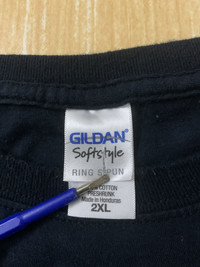 GILDAN®
Softstyle
RING SPUN
COTTON
PRESHRUNK
Made in Honduras
2XL